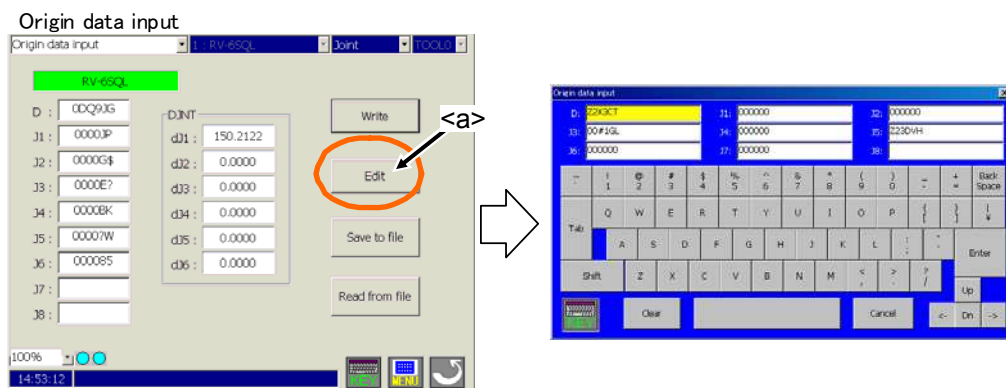 Origin data input
Origin data input 1 : RV-6SQL Joint TOOL0
RV-6SQL
D : 0DQ9JG
J1 : 0000JP
J2 : 0000G$
J3 : 0000E?
J4 : 0000BK
J5 : 0000?W
J6 : 000085
J7 :
J8 :
DJNT
dJ1 : 150.2122
dJ2 : 0.0000
dJ3 : 0.0000
dJ4 : 0.0000
dJ5 : 0.0000
dJ6 : 0.0000
Write
Edit
Save to file
Read from file
<a>
100%
14:53:12
KEY MENU
Origin data input
D: Z2K3CT J1: 000000 J2: 000000
J3: 00#1GL J4: 000000 J5: Z23DVH
J6: 000000 J7: 000000 J8:
! 1 @ 2 # 3 $ 4 % 5 ^ 6 & 7 * 8 ( 9 ) 0 _ - + = Back Space
Tab Q W E R T Y U I O P { [ } ] | ¥
A S D F G H J K L : ; Enter
Shift Z X C V B N M < , > . ? / Up
KEY Clear Cancel <- Dn ->